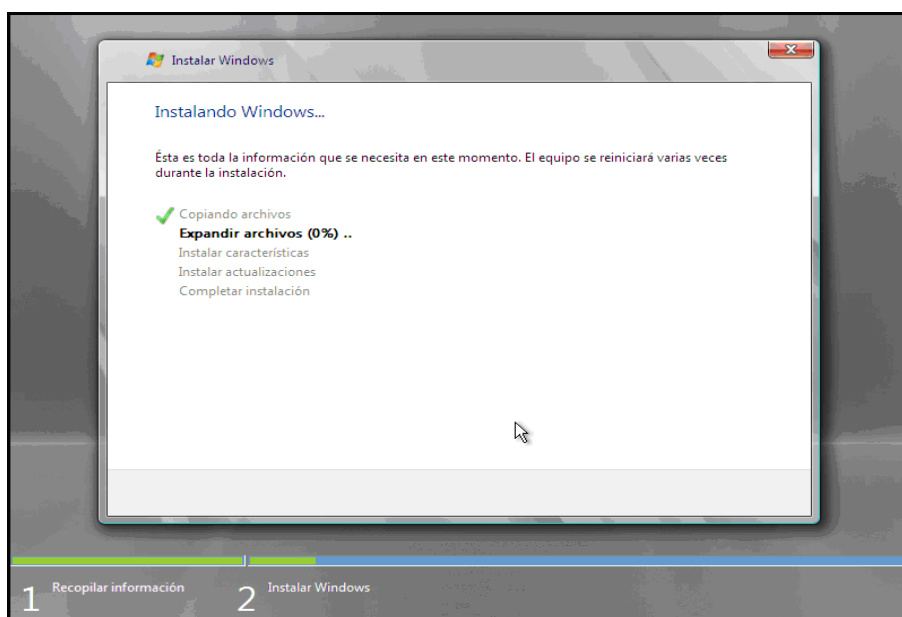 Instalar Windows
Instalando Windows...
Ésta es toda la información que se necesita en este momento. El equipo se reiniciará varias veces
durante la instalación.
Copiando archivos
Expandir archivos (0%) ..
Instalar características
Instalar actualizaciones
Completar instalación
1 Recopilar información
2 Instalar Windows